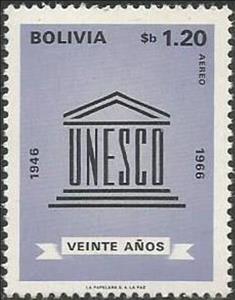 BOLIVIA $b 1.20
AEREO
1946
UNESCO
1966
VEINTE AÑOS
LA PAPELERA S. A. LA PAZ